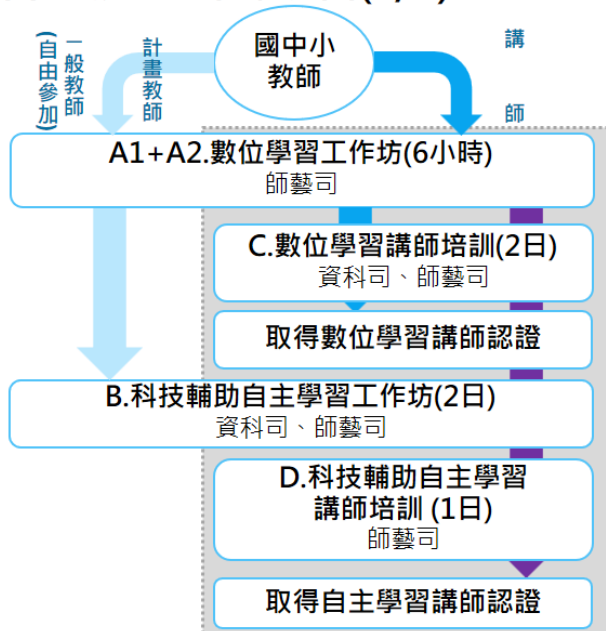 國中小
教師
講師
計畫教師
一般教師
(自由參加)
A1+A2.數位學習工作坊(6小時)
師藝司
C.數位學習講師培訓(2日)
資科司、師藝司
取得數位學習講師認證
B.科技輔助自主學習工作坊(2日)
資科司、師藝司
D.科技輔助自主學習
講師培訓 (1日)
師藝司
取得自主學習講師認證